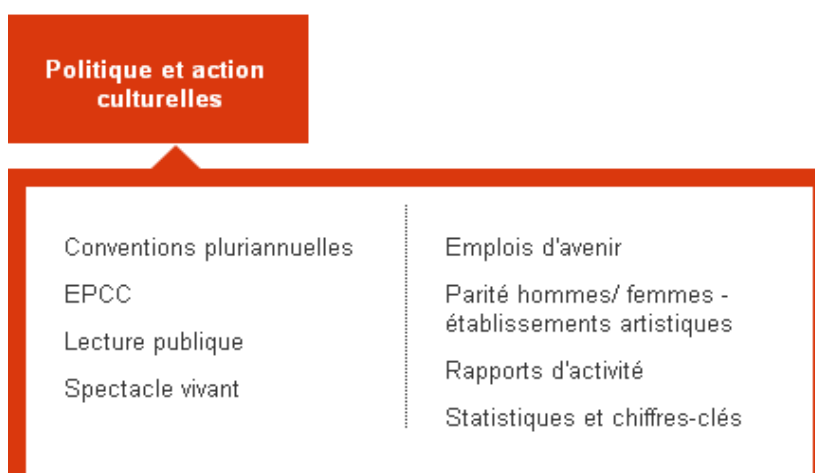 Politique et action
culturelles
Conventions pluriannuelles
EPCC
Lecture publique
Spectacle vivant
Emplois d'avenir
Parité hommes/ femmes -
établissements artistiques
Rapports d'activité
Statistiques et chiffres-clés